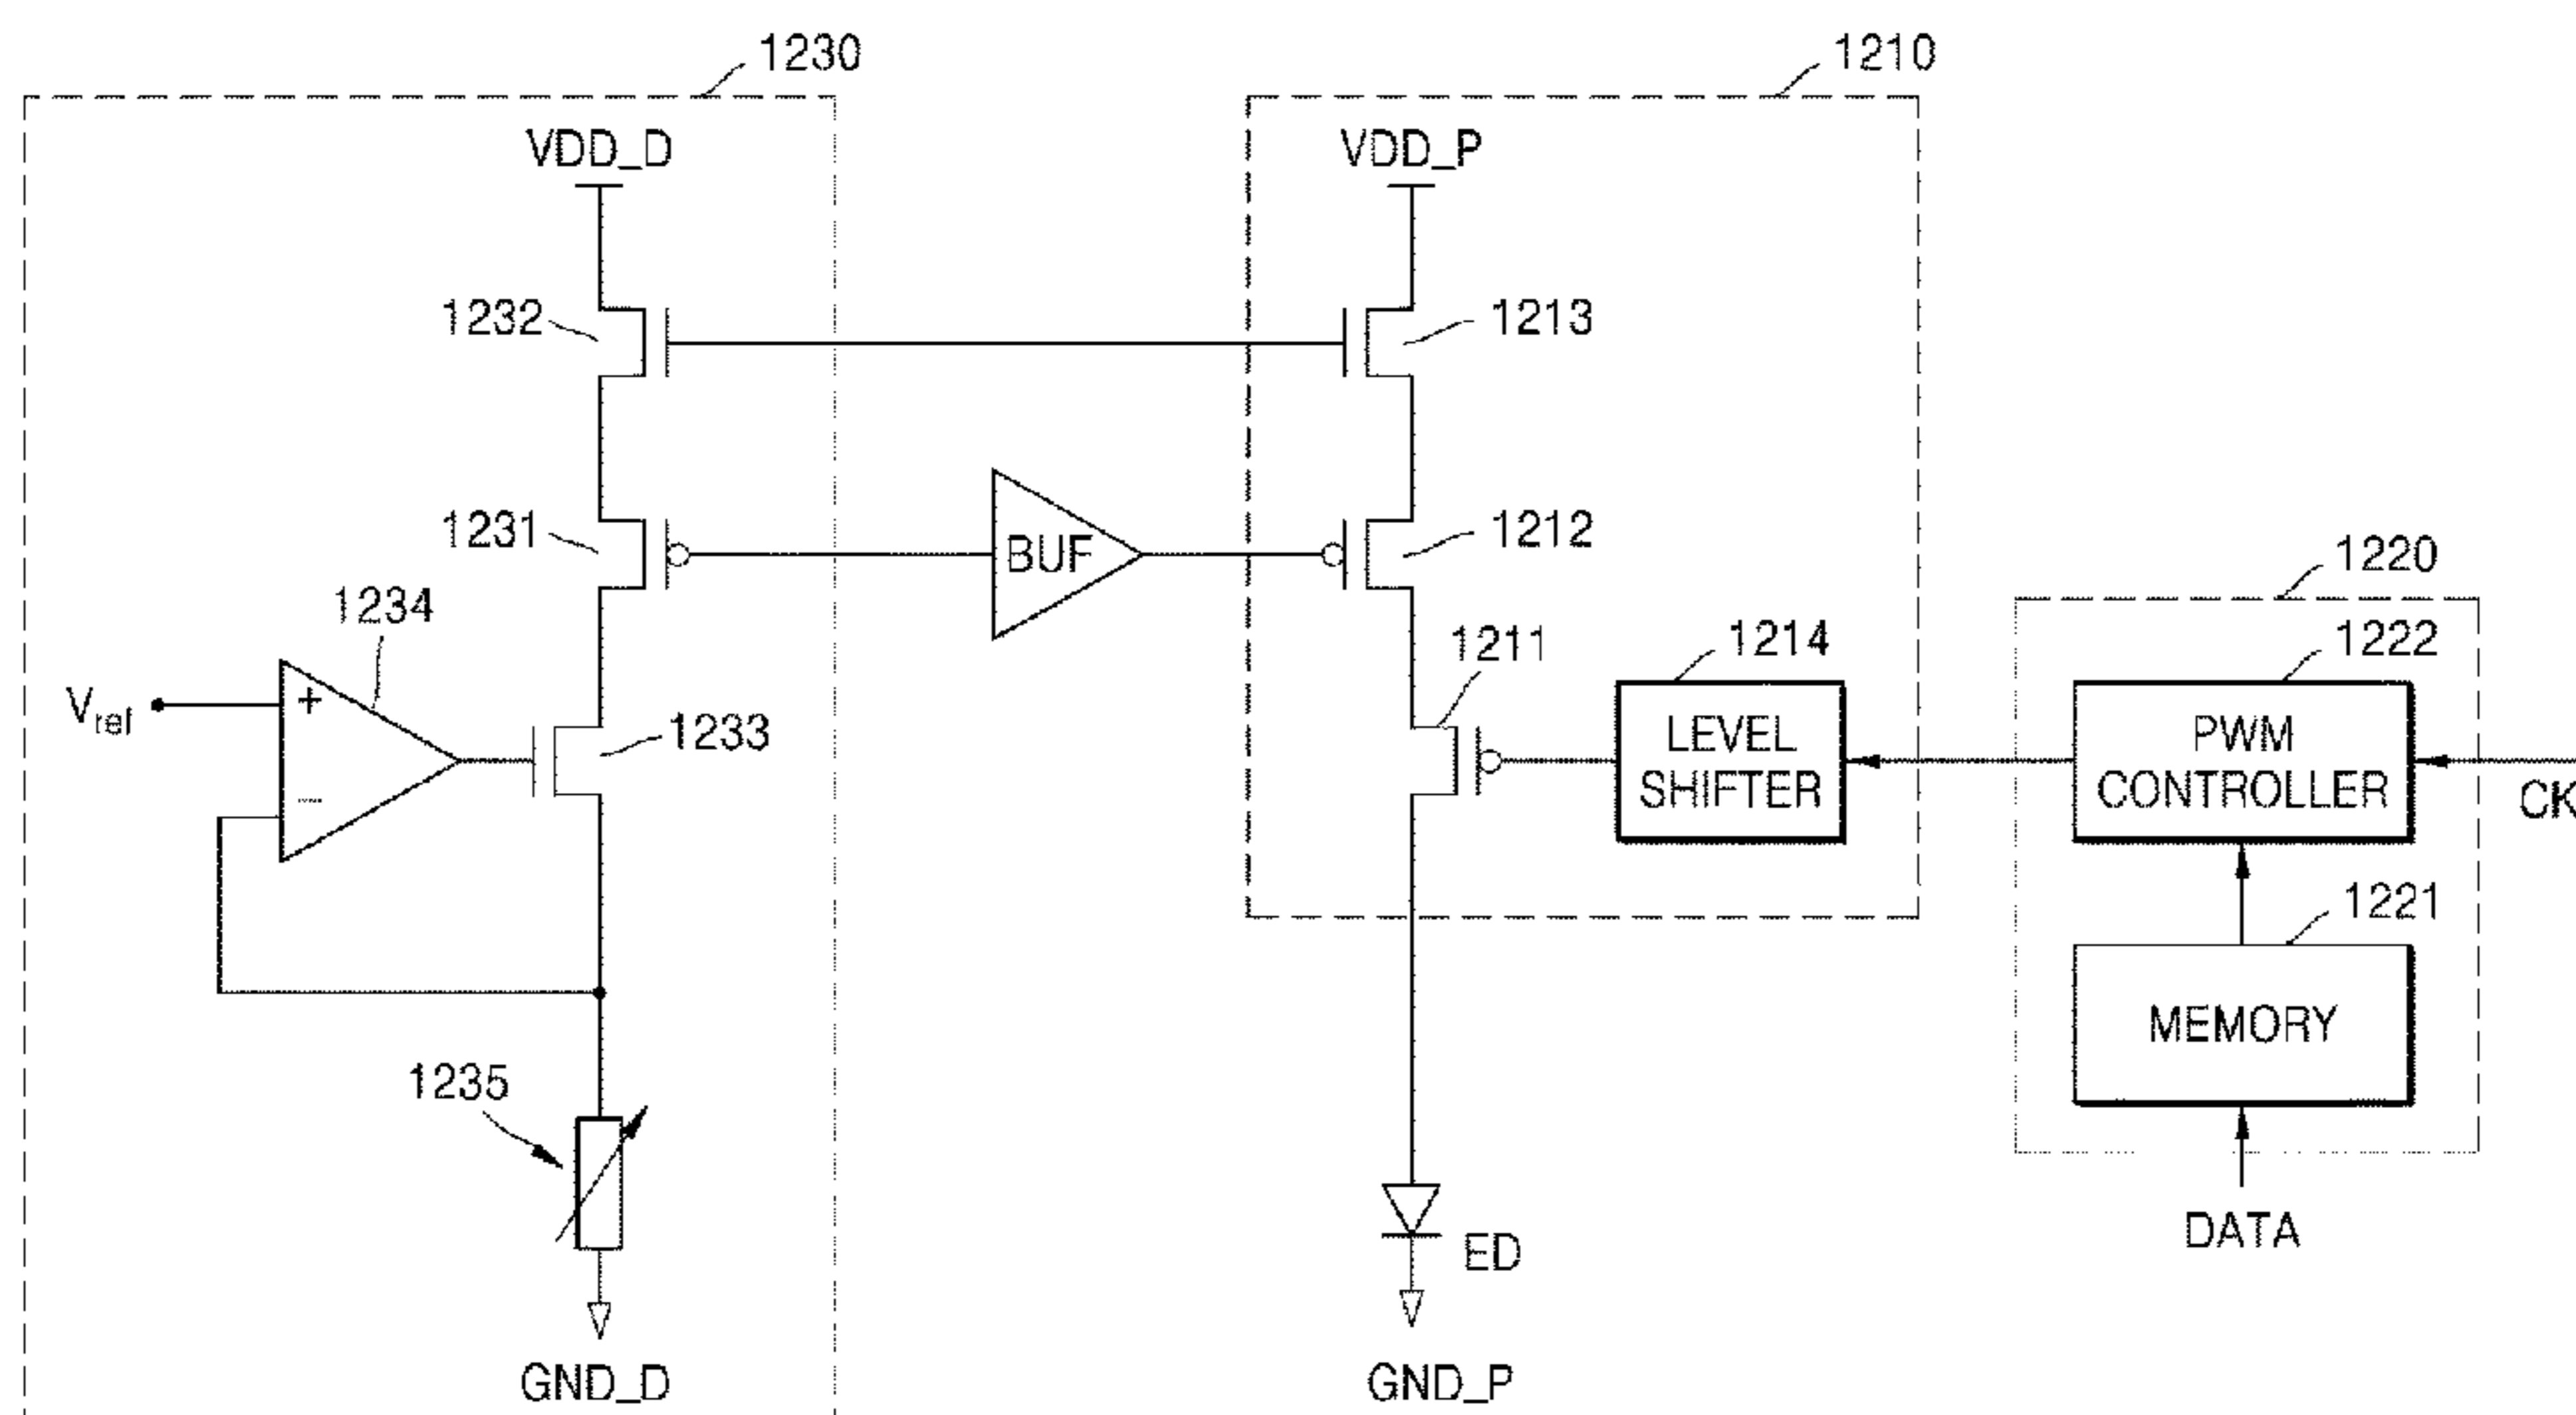 1230
1210
VDD_D
VDD_P
1232
1213
1231
BUF
1212
1220
1234
1211
1214
1222
Vref
+
1233
LEVEL
SHIFTER
PWM
CONTROLLER
CK
−
1221
1235
MEMORY
DATA
ED
GND_D
GND_P